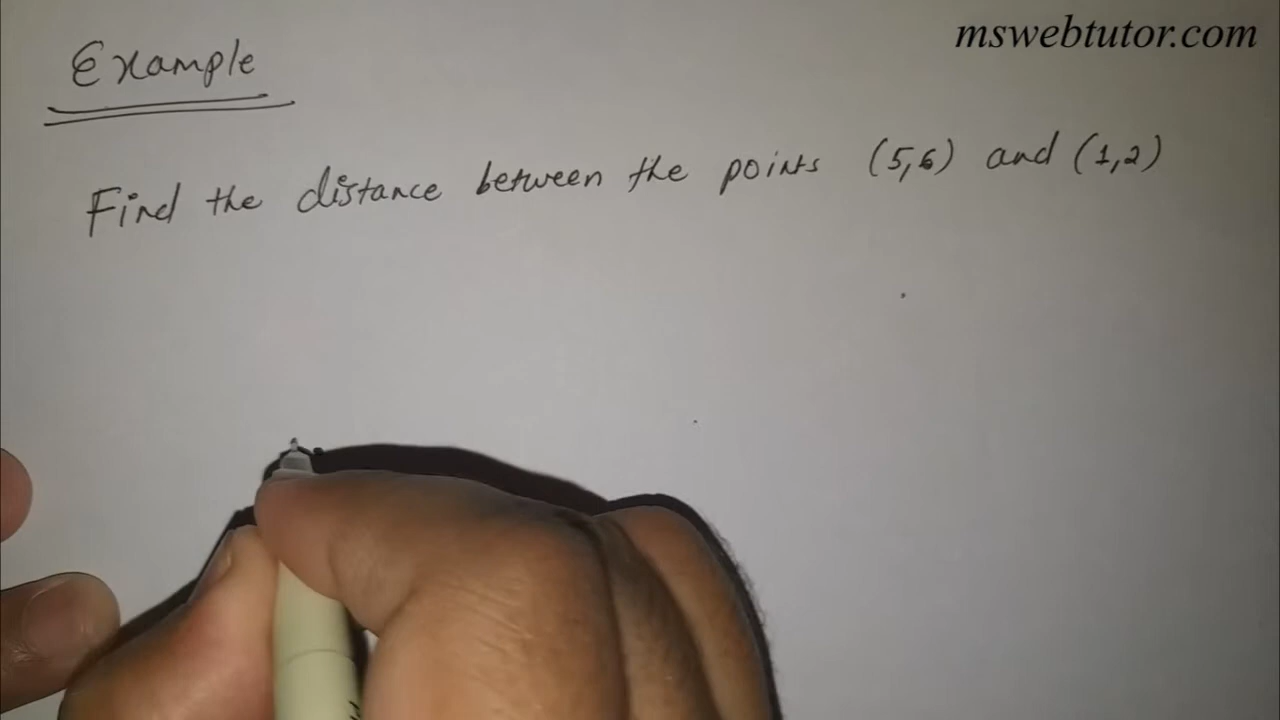 mswebtutor.com
Example
Find the distance between the points (5,6) and (1,2)